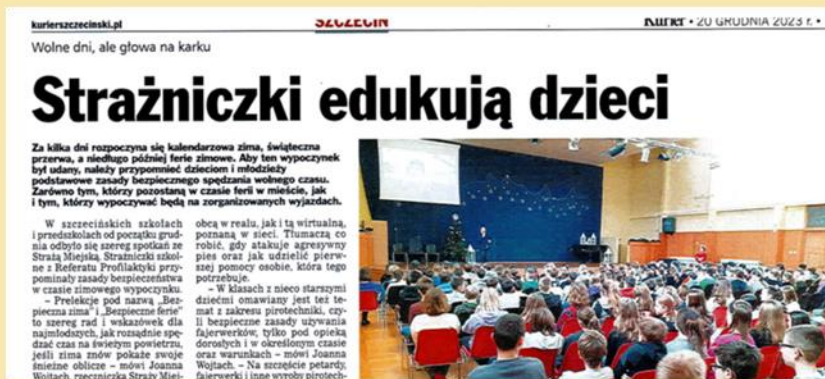 kurierszczecinski.pl
SZCZECIN
Kurier • 20 GRUDNIA 2023 r. •
Wolne dni, ale głowa na karku
Strażniczki edukują dzieci
Za kilka dni rozpoczyna się kalendarzowa zima, świąteczna
przerwa, a niedługo później ferie zimowe. Aby ten wypoczynek
był udany, należy przypomnieć dzieciom i młodzieży
podstawowe zasady bezpiecznego spędzania wolnego czasu.
Zarówno tym, którzy pozostaną w czasie ferii w mieście, jak
i tym, którzy wypoczywać będą na zorganizowanych wyjazdach.
W szczecińskich szkołach
i przedszkolach od początku grud-
nia odbyło się szereg spotkań ze
Strażą Miejską. Strażniczki szkol-
ne z Referatu Profilaktyki przy-
pominały zasady bezpieczeństwa
w czasie zimowego wypoczynku.
– Prelekcje pod nazwą „Bez-
pieczna zima” i „Bezpieczne ferie”
to szereg rad i wskazówek dla
najmłodszych, jak rozsądnie spę-
dzać czas na świeżym powietrzu,
jeśli zima znów pokaże swoje
śnieżne oblicze – mówi Joanna
Wojtach, rzeczniczka Straży Miej-
obcą w realu, jak i tą wirtualną,
poznaną w sieci. Tłumaczą co
robić, gdy atakuje agresywny
pies oraz jak udzielić pierw-
szej pomocy osobie, która tego
potrzebuje.
– W klasach z nieco starszymi
dziećmi omawiany jest też te-
mat z zakresu pirotechniki, czy-
li bezpieczne zasady używania
fajerwerków, tylko pod opieką
dorosłych i w określonym czasie
oraz warunkach – mówi Joanna
Wojtach. – Na szczęście petardy,
fajerwerki i inne wyroby pirotech-